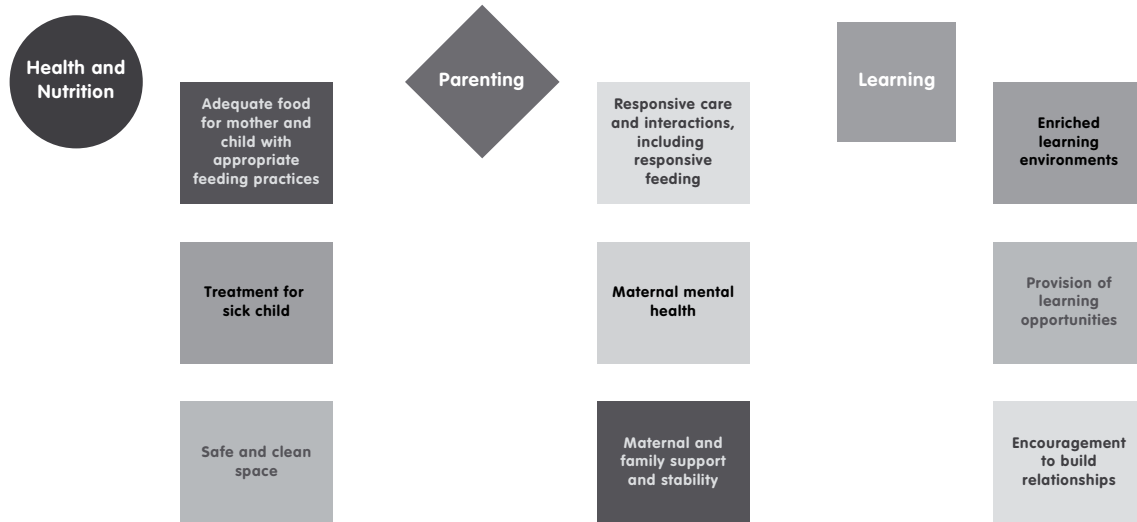 Health and
Nutrition
Adequate food
for mother and
child with
appropriate
feeding practices
Treatment for
sick child
Safe and clean
space
Parenting
Responsive care
and interactions,
including
responsive
feeding
Maternal mental
health
Maternal and
family support
and stability
Learning
Enriched
learning
environments
Provision of
learning
opportunities
Encouragement
to build
relationships